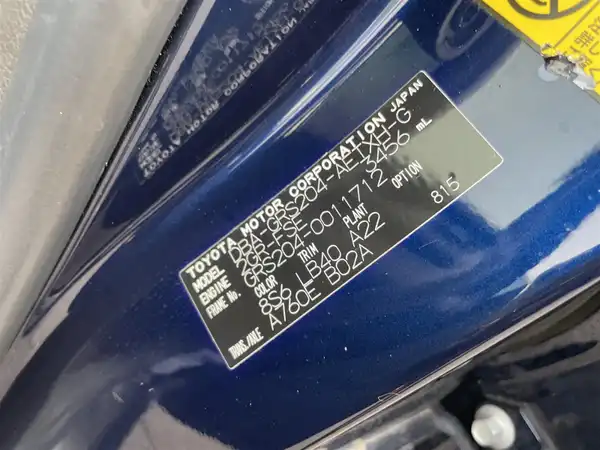 TOYOTA MOTOR CORPORATION JAPAN
MODEL DBA-GRS204-AETXH-G
ENGINE 2GR-FSE 3456 mL
FRAME No. GRS204-0011712
COLOR TRIM PLANT OPTION
8S6 LB40 A22 815
TRANS./AXLE A760E B02A